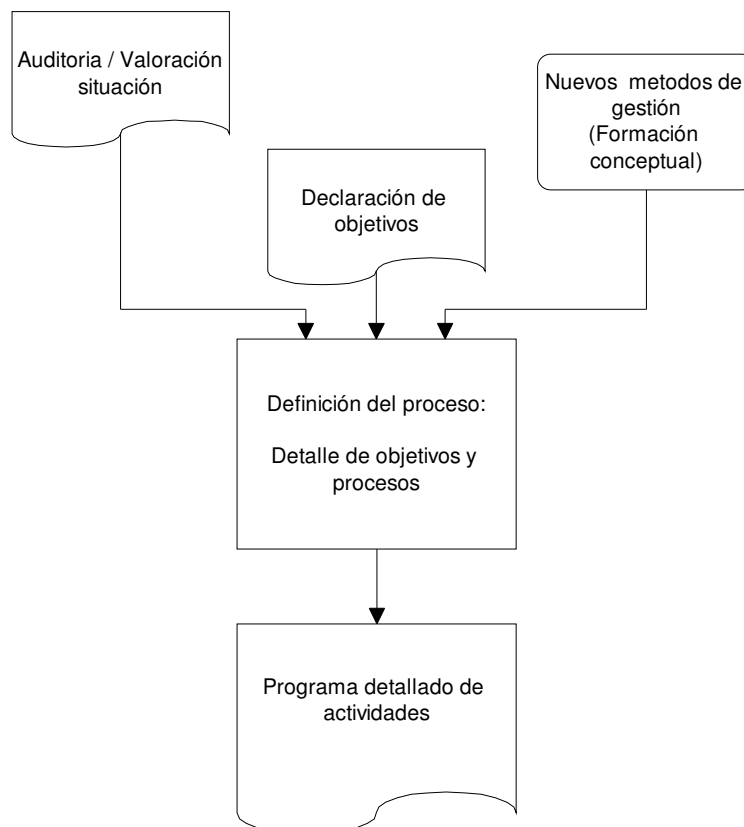 Auditoria / Valoración
situación
Nuevos metodos de
gestión
(Formación
conceptual)
Declaración de
objetivos
Definición del proceso:
Detalle de objetivos y
procesos
Programa detallado de
actividades